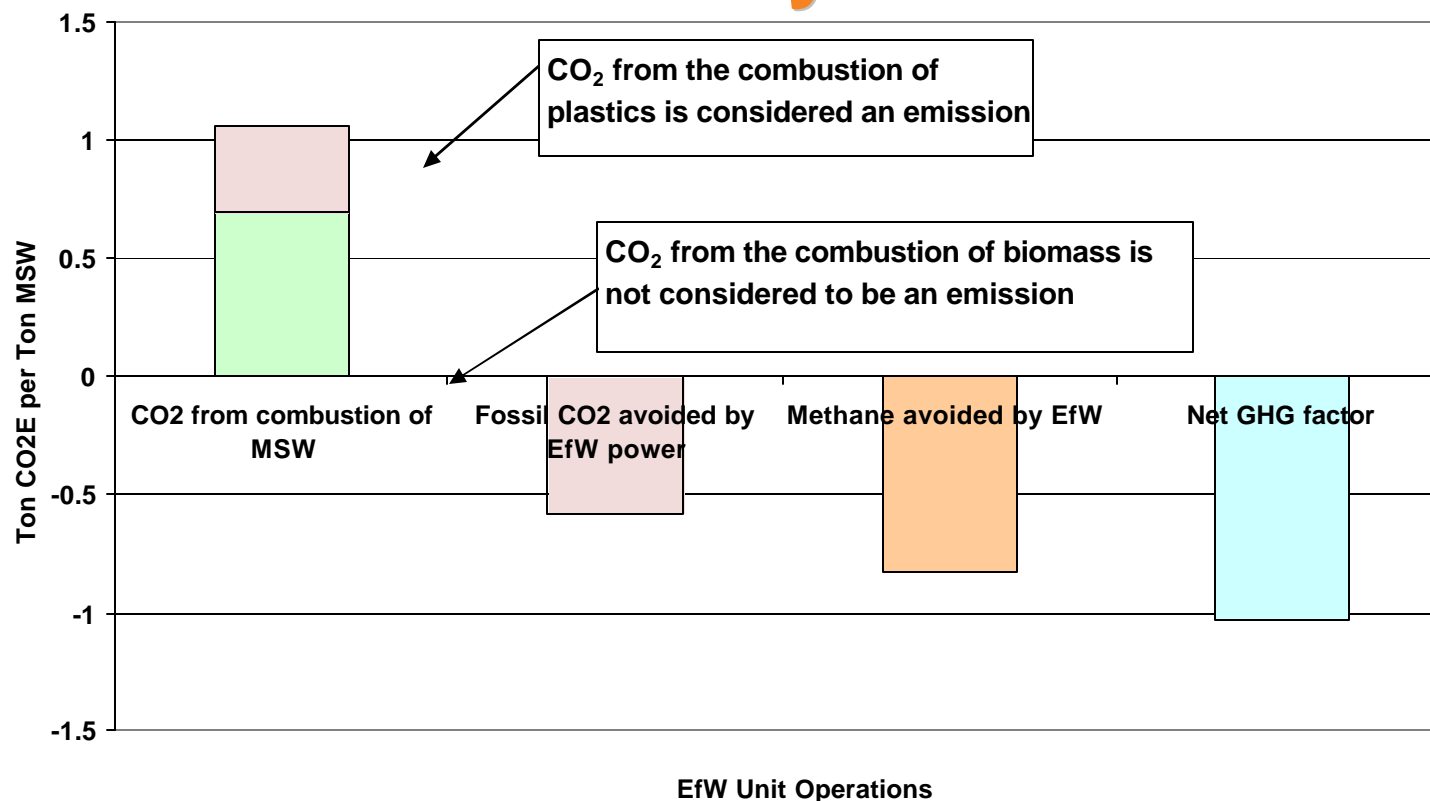 1.5
CO₂ from the combustion of
plastics is considered an emission
1
CO₂ from the combustion of biomass is
not considered to be an emission
0.5
Ton CO2E per Ton MSW
0
CO2 from combustion of
MSW
Fossil CO2 avoided by
EfW power
Methane avoided by EfW
Net GHG factor
-0.5
-1
-1.5
EfW Unit Operations